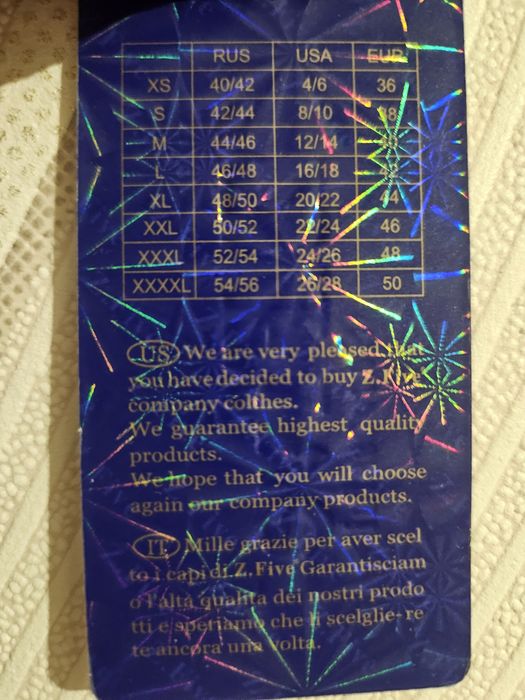 RUS USA EUR
XS 40/42 4/6 36
S 42/44 8/10 38
M 44/46 12/14
L 46/48 16/18
XL 48/50 20/22 44
XXL 50/52 22/24 46
XXXL 52/54 24/26 48
XXXXL 54/56 26/28 50
US We are very pleased that
you have decided to buy Z.Five
company colthes.
We guarantee highest quality
products.
We hope that you will choose
again our company products.
IT Mille grazie per aver scel
to i capi di Z.Five Garantisciam
o l'alta qualita dei nostri prodo
tti e speriamo che li scelglie-re
te ancora una volta.